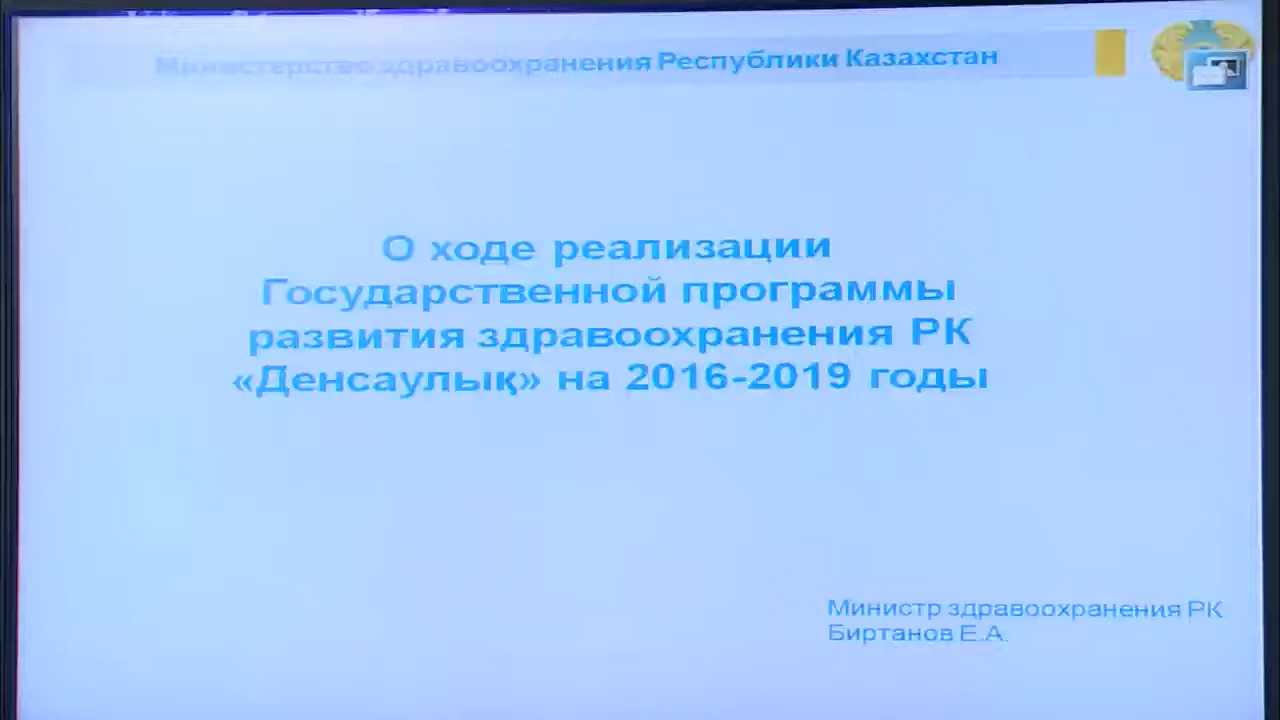 Министерство здравоохранения Республики Казахстан
О ходе реализации
Государственной программы
развития здравоохранения РК
«Денсаулық» на 2016-2019 годы
Министр здравоохранения РК
Биртанов Е.А.